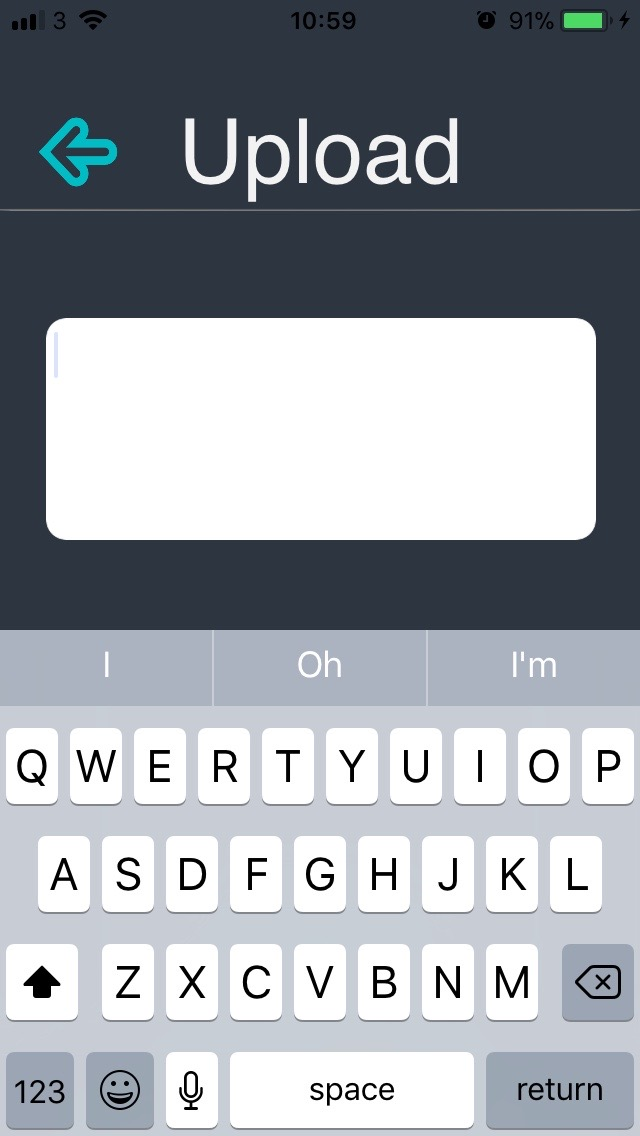 3 10:59 91%
Upload
I Oh I'm
Q W E R T Y U I O P
A S D F G H J K L
Z X C V B N M
123 space return